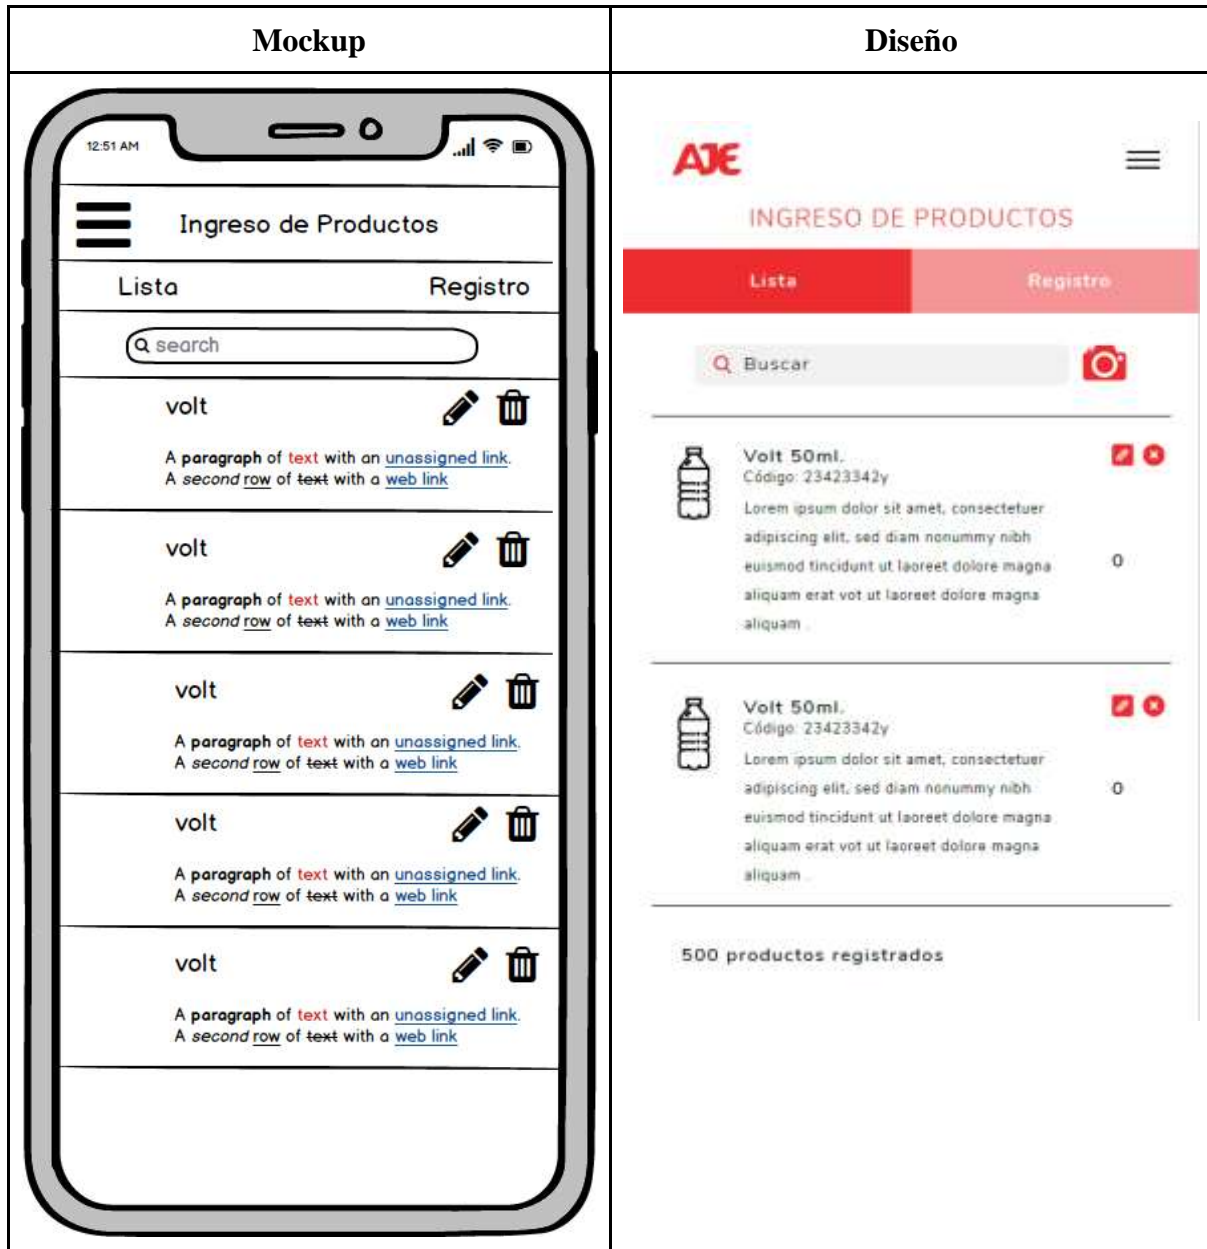 Mockup
Diseño
12:51 AM
Ingreso de Productos
Lista Registro
search
volt
A paragraph of text with an unassigned link.
A second row of text with a web link
volt
A paragraph of text with an unassigned link.
A second row of text with a web link
volt
A paragraph of text with an unassigned link.
A second row of text with a web link
volt
A paragraph of text with an unassigned link.
A second row of text with a web link
volt
A paragraph of text with an unassigned link.
A second row of text with a web link
AJE
INGRESO DE PRODUCTOS
Lista Registro
Buscar
Volt 50ml.
Código: 23423342y
Lorem ipsum dolor sit amet, consectetuer
adipiscing elit, sed diam nonummy nibh
euismod tincidunt ut laoreet dolore magna
aliquam erat vot ut laoreet dolore magna
aliquam .
0
Volt 50ml.
Código: 23423342y
Lorem ipsum dolor sit amet, consectetuer
adipiscing elit, sed diam nonummy nibh
euismod tincidunt ut laoreet dolore magna
aliquam erat vot ut laoreet dolore magna
aliquam .
0
500 productos registrados